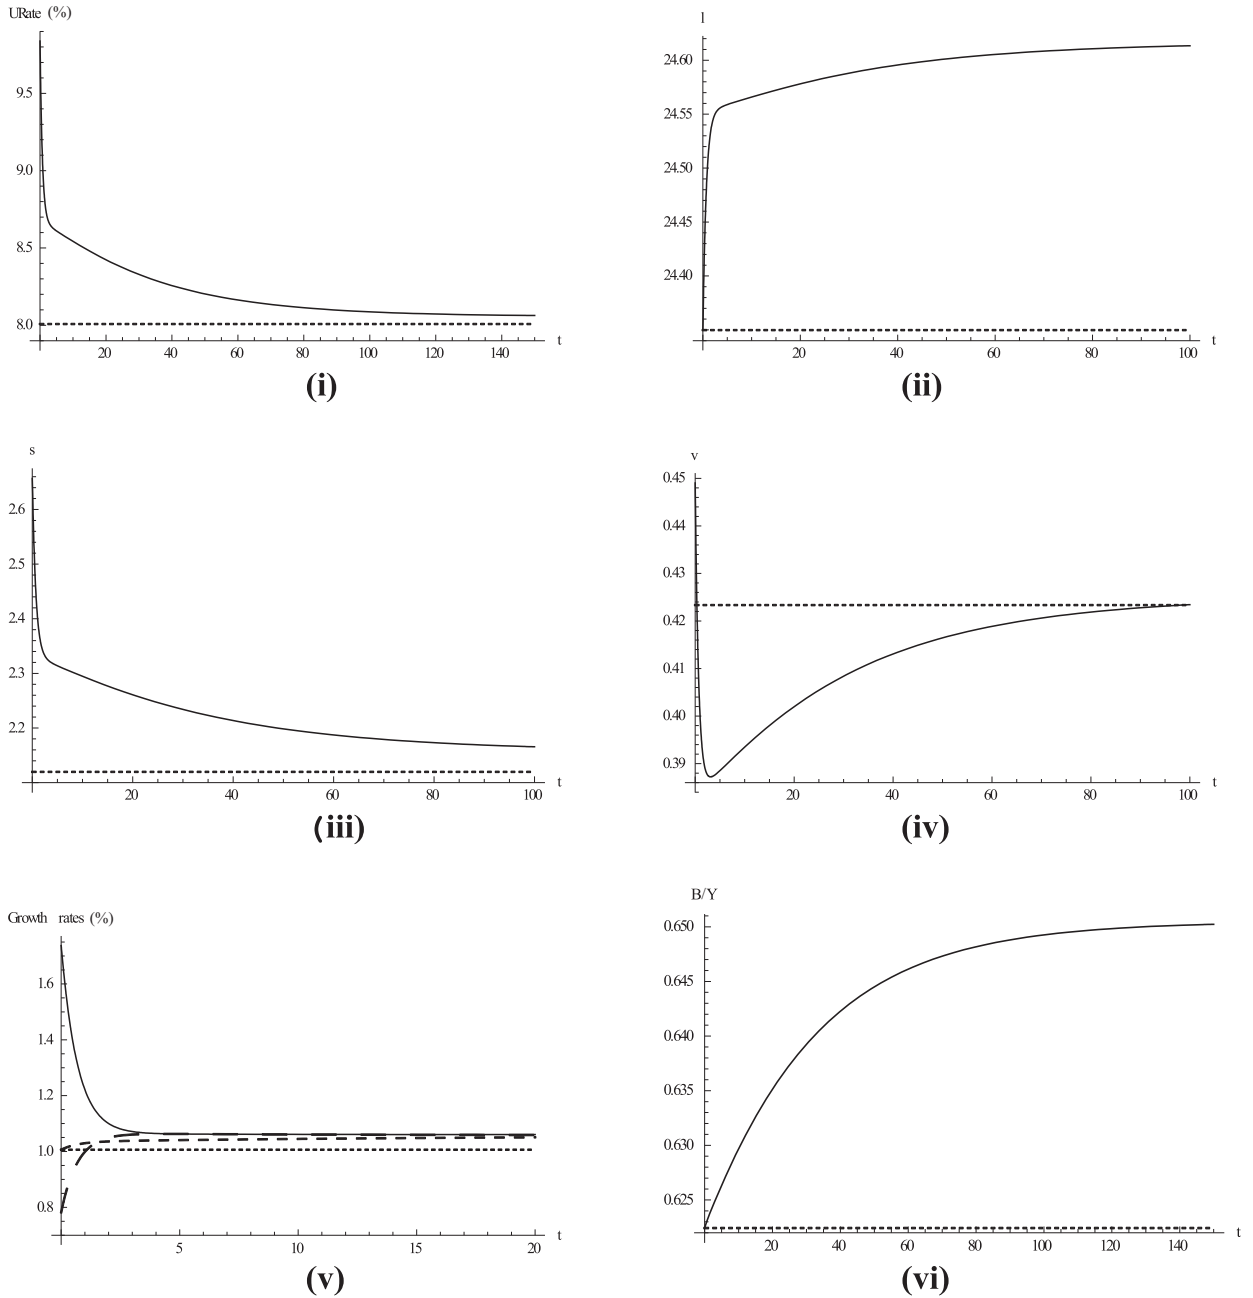 URate (%)
9.5
9.0
8.5
8.0
20 40 60 80 100 120 140 t
(i)
l
24.60
24.55
24.50
24.45
24.40
20 40 60 80 100 t
(ii)
s
2.6
2.5
2.4
2.3
2.2
20 40 60 80 100 t
(iii)
v
0.45
0.44
0.43
0.42
0.41
0.40
0.39
20 40 60 80 100 t
(iv)
Growth rates (%)
1.6
1.4
1.2
1.0
0.8
5 10 15 20 t
(v)
B/Y
0.650
0.645
0.640
0.635
0.630
0.625
20 40 60 80 100 120 140 t
(vi)